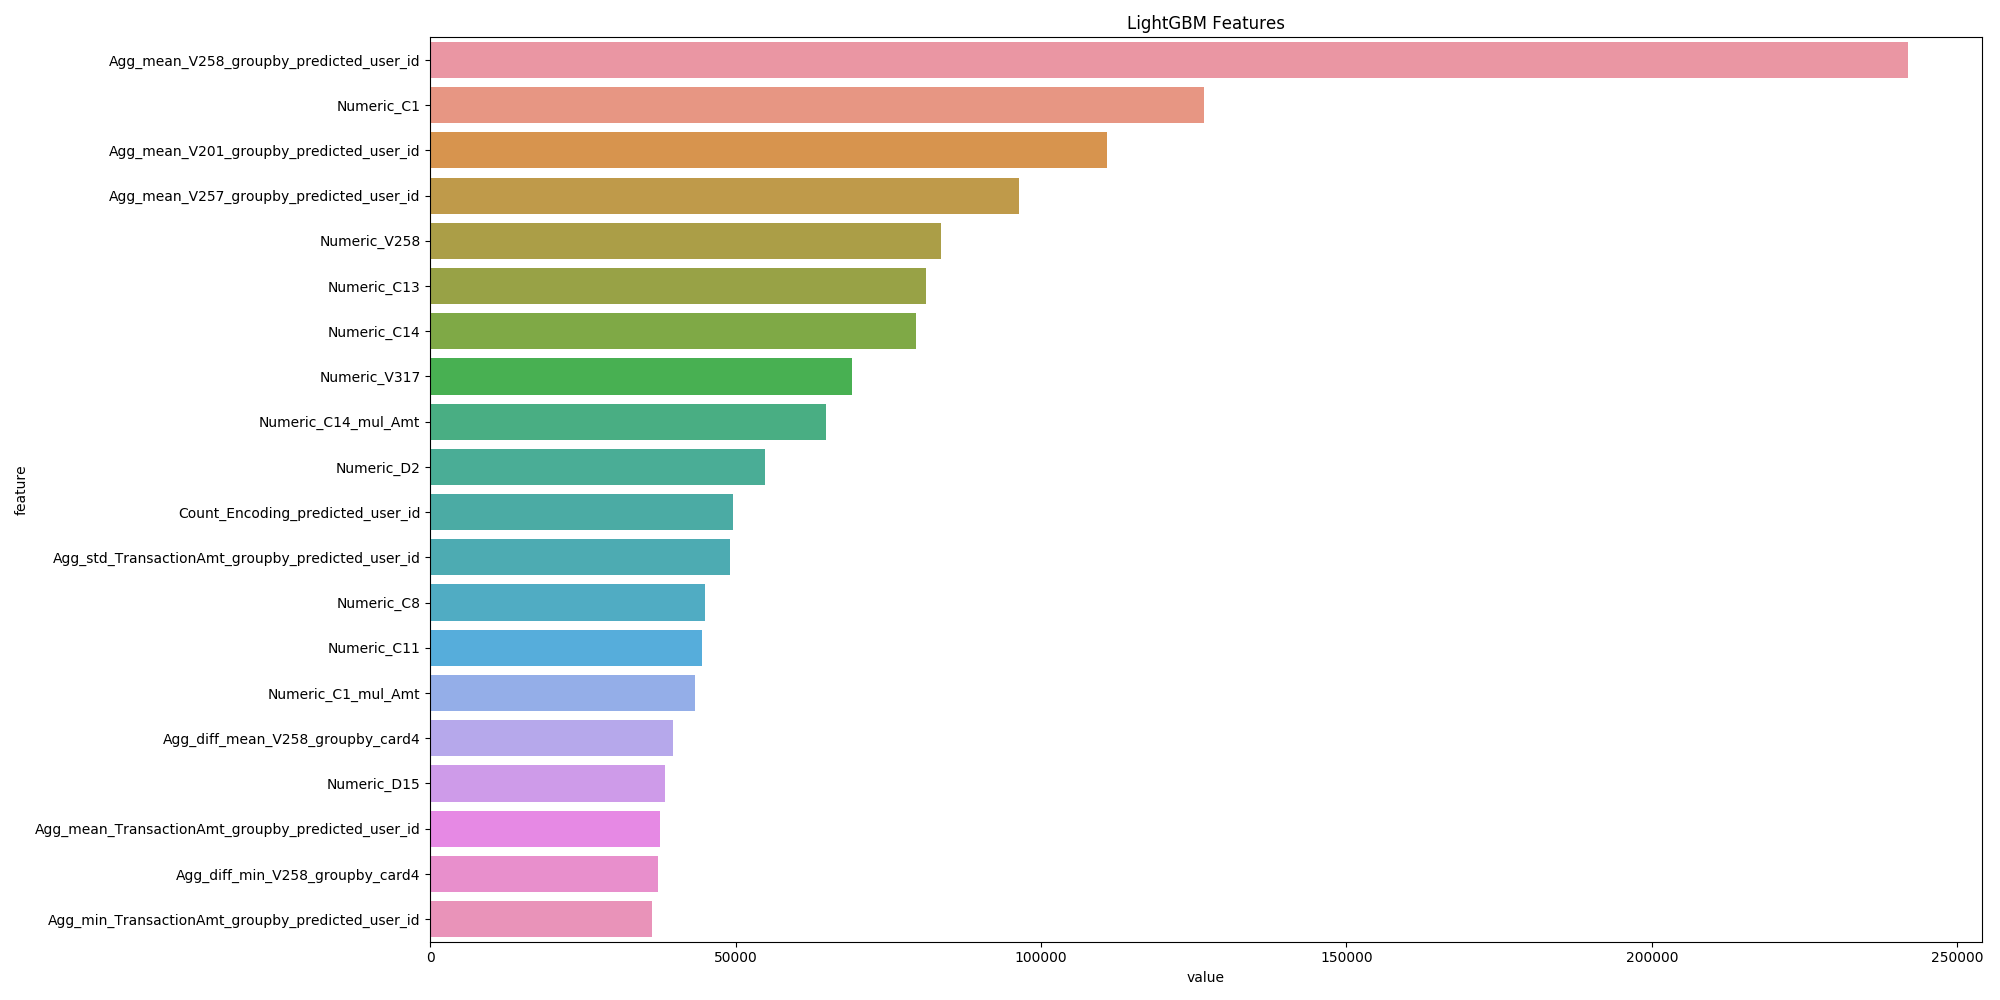 LightGBM Features
Agg_mean_V258_groupby_predicted_user_id
Numeric_C1
Agg_mean_V201_groupby_predicted_user_id
Agg_mean_V257_groupby_predicted_user_id
Numeric_V258
Numeric_C13
Numeric_C14
Numeric_V317
Numeric_C14_mul_Amt
Numeric_D2
Count_Encoding_predicted_user_id
Agg_std_TransactionAmt_groupby_predicted_user_id
Numeric_C8
Numeric_C11
Numeric_C1_mul_Amt
Agg_diff_mean_V258_groupby_card4
Numeric_D15
Agg_mean_TransactionAmt_groupby_predicted_user_id
Agg_diff_min_V258_groupby_card4
Agg_min_TransactionAmt_groupby_predicted_user_id
feature
0 50000 100000 150000 200000 250000
value